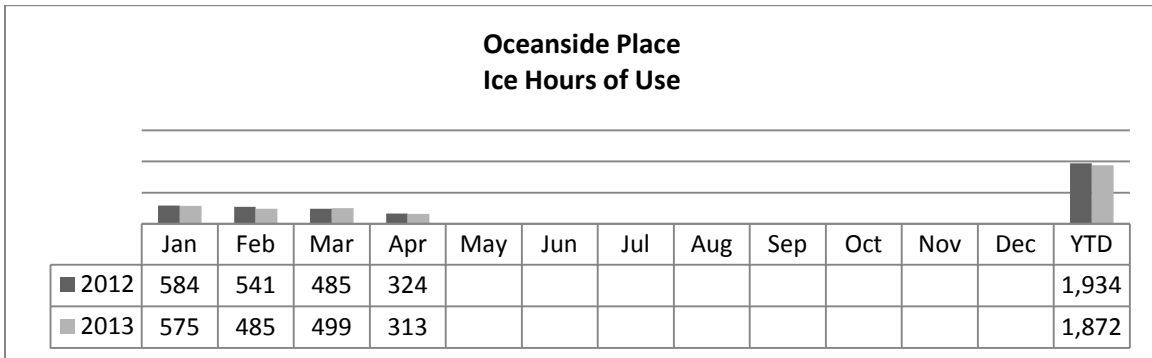 Oceanside Place
Ice Hours of Use
Jan Feb Mar Apr May Jun Jul Aug Sep Oct Nov Dec YTD
2012 584 541 485 324 1,934
2013 575 485 499 313 1,872